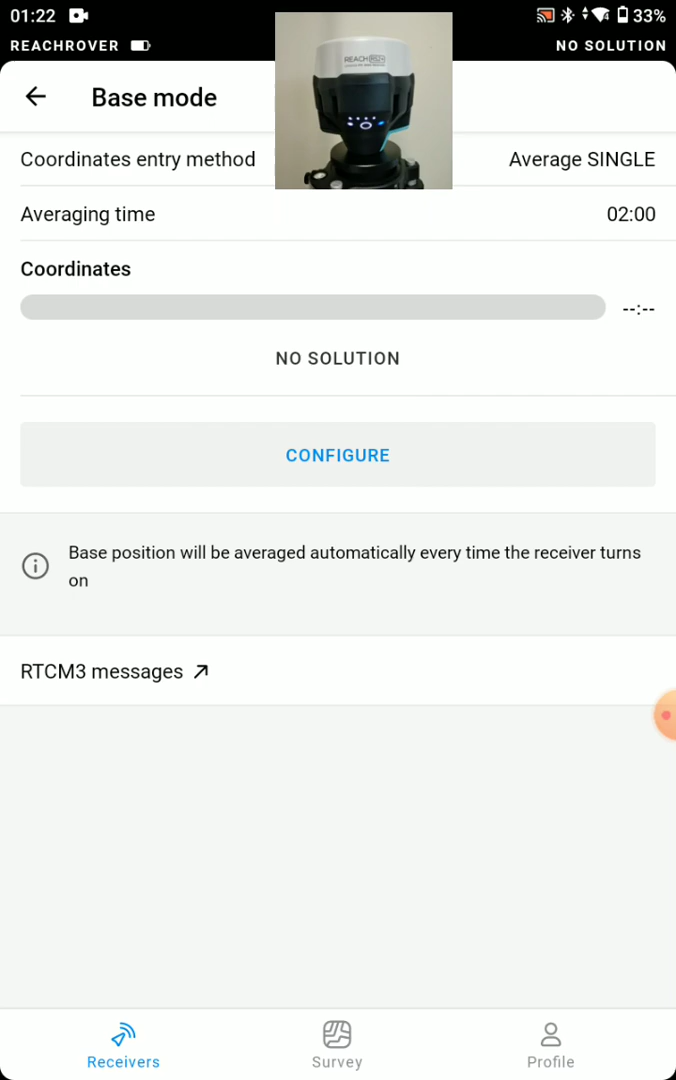 01:22 33%
REACHROVER NO SOLUTION
REACH RS2+
Base mode
Coordinates entry method Average SINGLE
Averaging time 02:00
Coordinates
--:--
NO SOLUTION
CONFIGURE
Base position will be averaged automatically every time the receiver turns
on
RTCM3 messages
Receivers Survey Profile